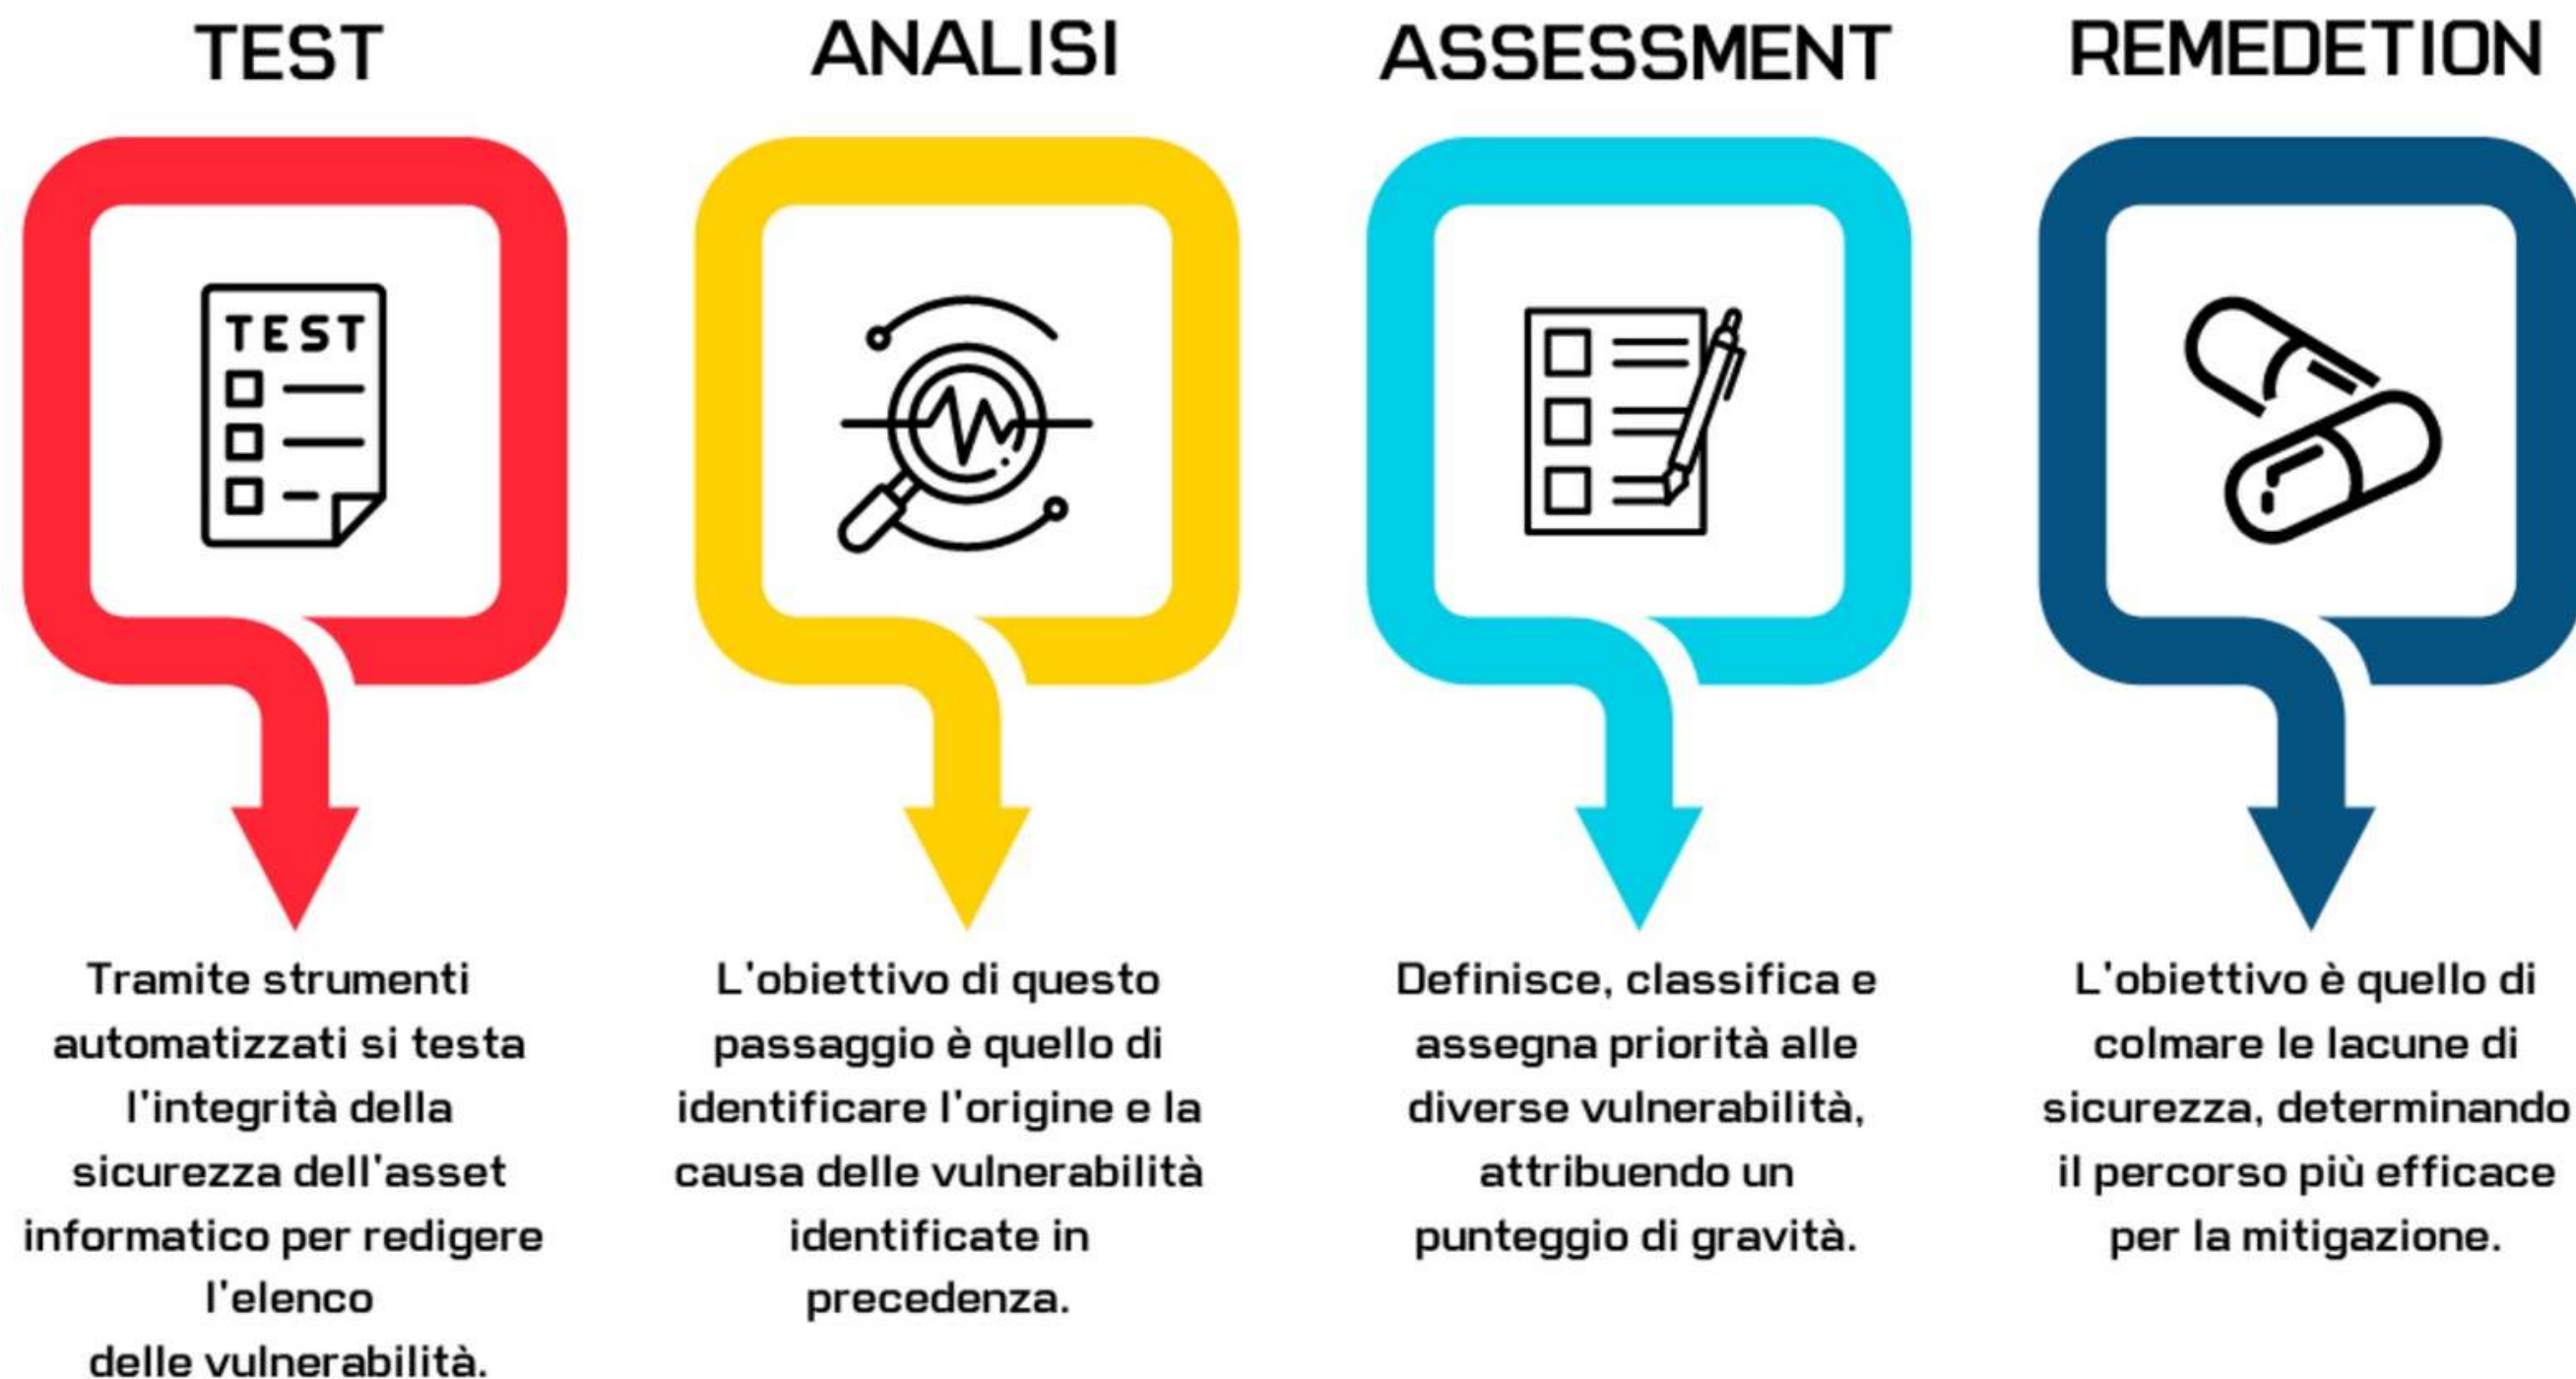 TEST
TEST
Tramite strumenti
automatizzati si testa
l'integrità della
sicurezza dell'asset
informatico per redigere
l'elenco
delle vulnerabilità.
ANALISI
L'obiettivo di questo
passaggio è quello di
identificare l'origine e la
causa delle vulnerabilità
identificate in
precedenza.
ASSESSMENT
Definisce, classifica e
assegna priorità alle
diverse vulnerabilità,
attribuendo un
punteggio di gravità.
REMEDETION
L'obiettivo è quello di
colmare le lacune di
sicurezza, determinando
il percorso più efficace
per la mitigazione.